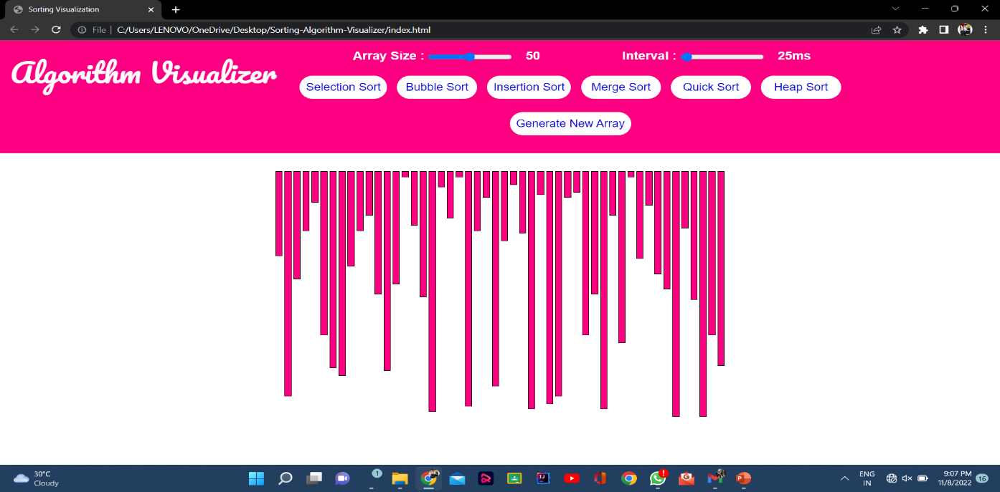 Sorting Visualization
File | C:/Users/LENOVO/OneDrive/Desktop/Sorting-Algorithm-Visualizer/index.html
Algorithm Visualizer
Array Size : 50 Interval : 25ms
Selection Sort Bubble Sort Insertion Sort Merge Sort Quick Sort Heap Sort
Generate New Array
30°C
Cloudy
1
ENG
IN
9:07 PM
11/8/2022
16